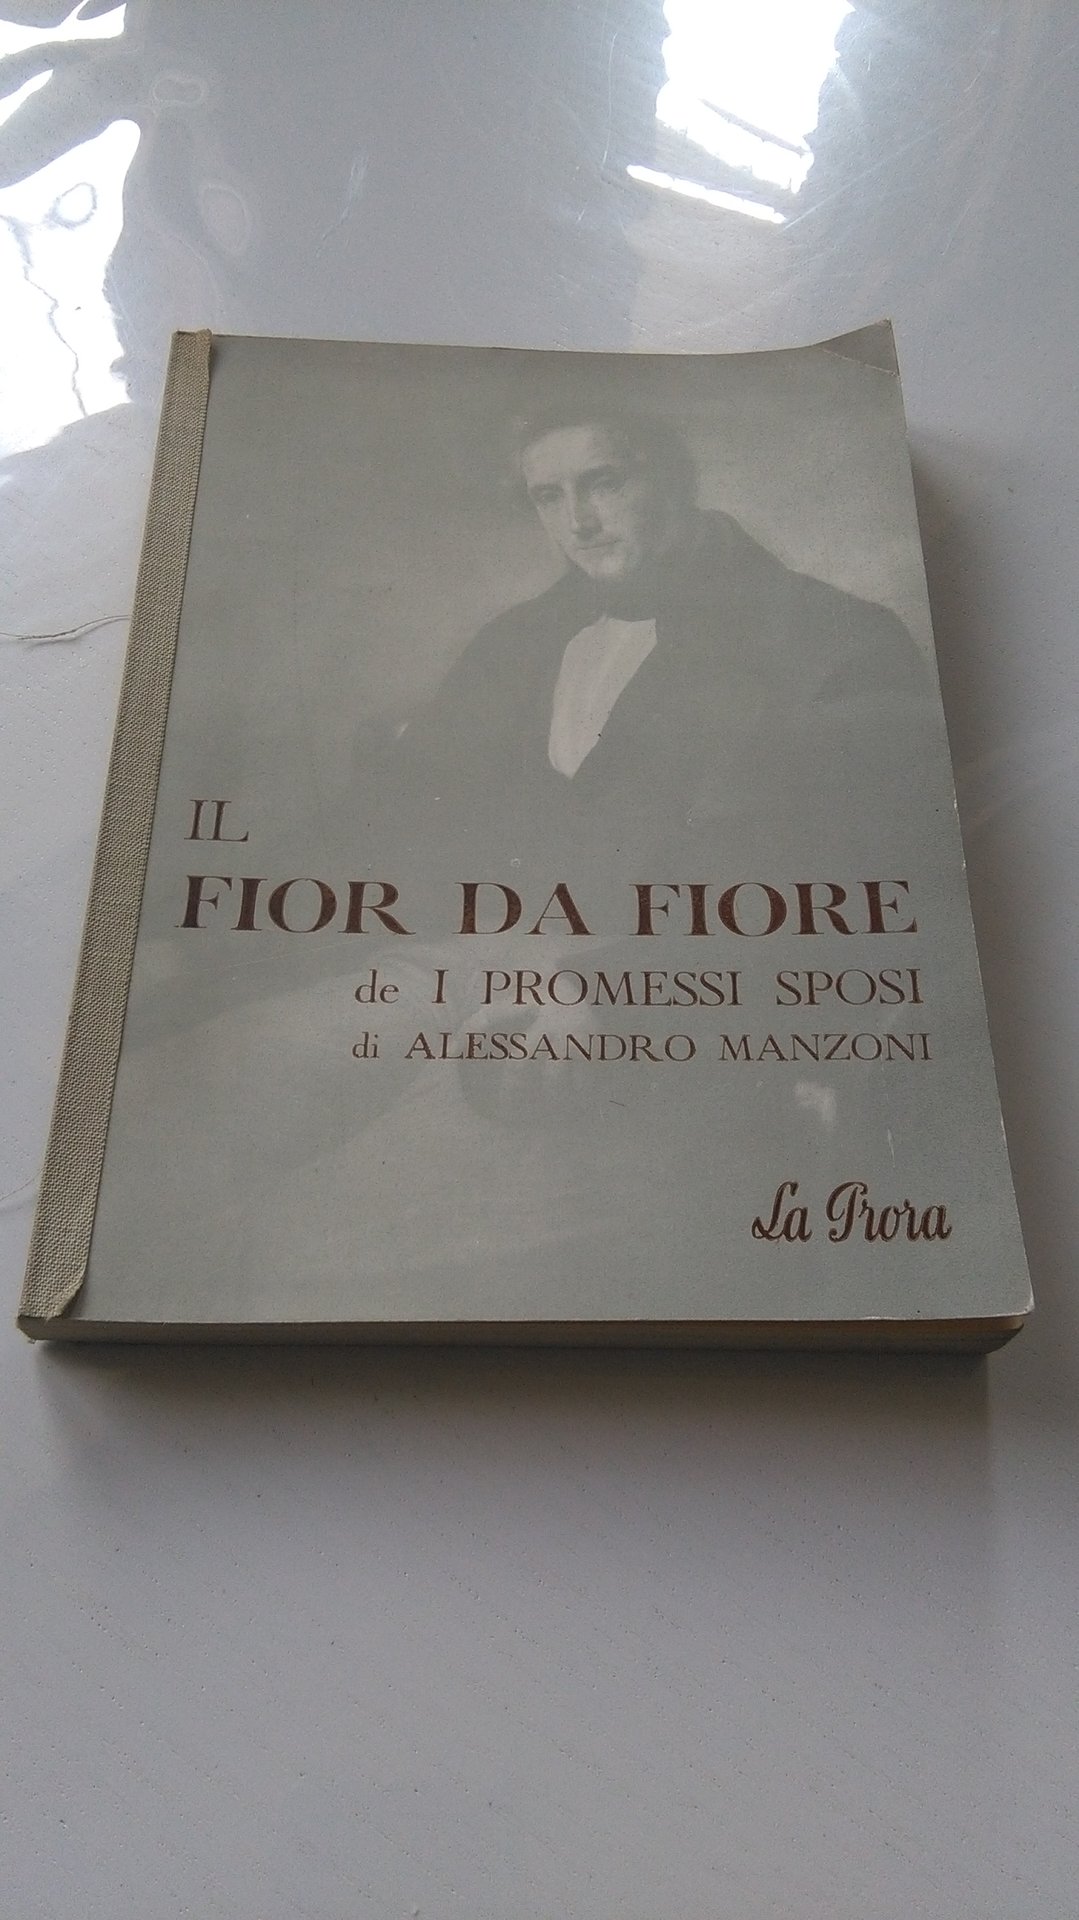 IL
FIOR DA FIORE
de I PROMESSI SPOSI
di ALESSANDRO MANZONI
La Prora